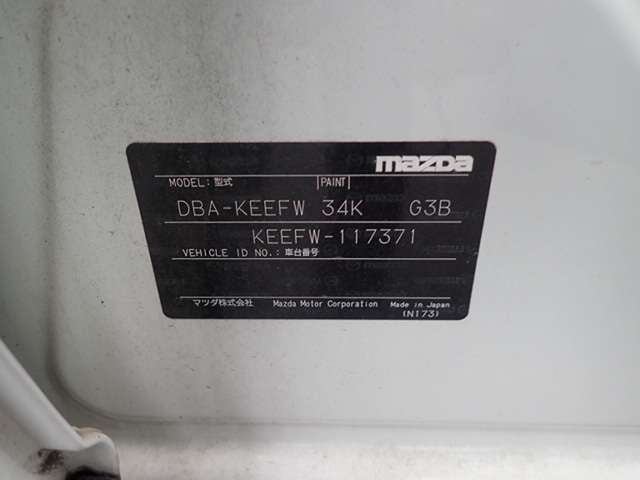 mazda
MODEL:型式 PAINT
DBA-KEEFW 34K G3B
KEEFW-117371
VEHICLE ID NO.:車台番号
マツダ株式会社 Mazda Motor Corporation Made in Japan
(N173)